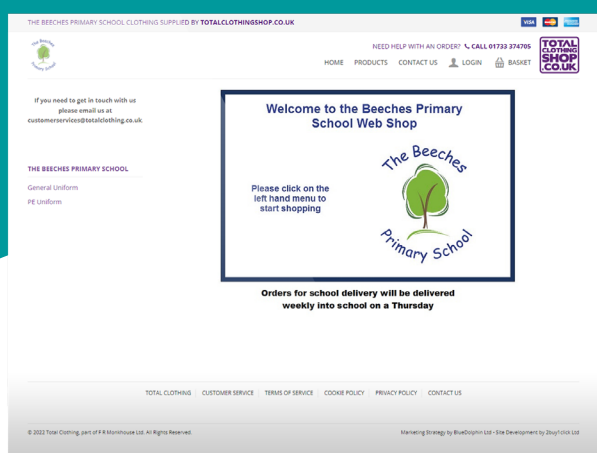 THE BEECHES PRIMARY SCHOOL CLOTHING SUPPLIED BY TOTALCLOTHINGSHOP.CO.UK
VISA
The Beeches
Primary School
NEED HELP WITH AN ORDER? CALL 01733 374705
HOME PRODUCTS CONTACT US LOGIN BASKET
TOTAL
CLOTHING
SHOP
.CO.UK
If you need to get in touch with us
please email us at
customerservices@totalclothing.co.uk
THE BEECHES PRIMARY SCHOOL
General Uniform
PE Uniform
Welcome to the Beeches Primary
School Web Shop
Please click on the
left hand menu to
start shopping
The Beeches
Primary School
Orders for school delivery will be delivered
weekly into school on a Thursday
TOTAL CLOTHING CUSTOMER SERVICE TERMS OF SERVICE COOKIE POLICY PRIVACY POLICY CONTACT US
© 2022 Total Clothing, part of F R Monkhouse Ltd. All Rights Reserved.
Marketing Strategy by BlueDolphin Ltd - Site Development by 2buy1click Ltd